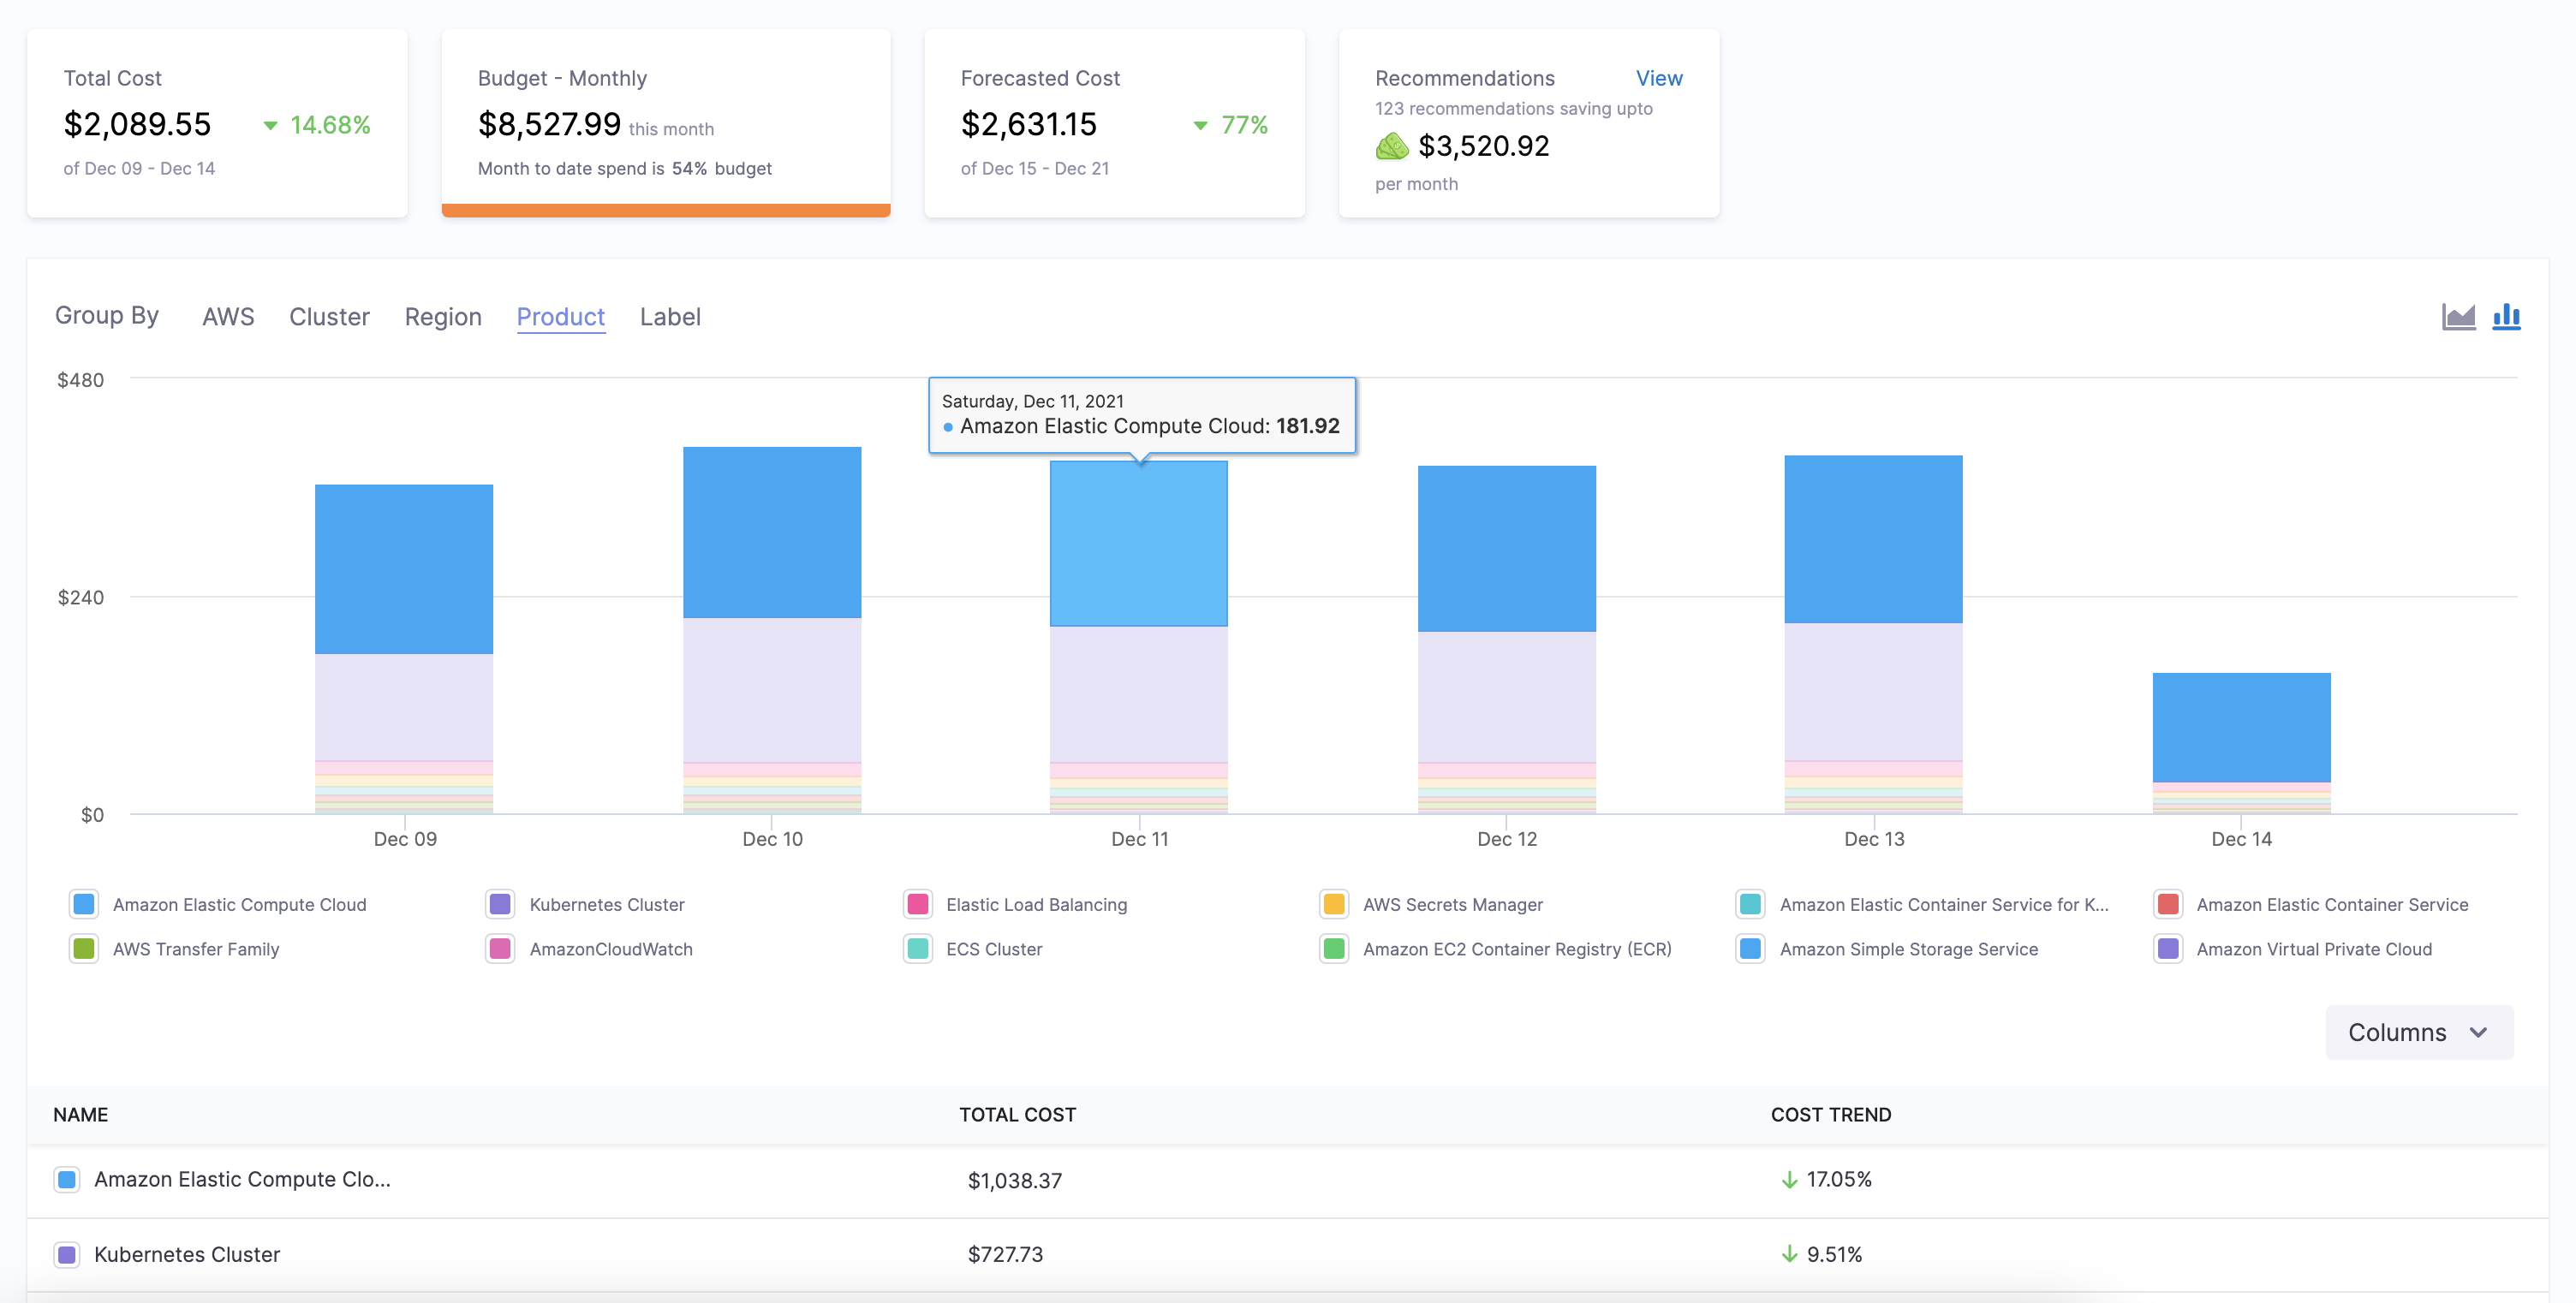 Total Cost
$2,089.55 14.68%
of Dec 09 - Dec 14
Budget - Monthly
$8,527.99 this month
Month to date spend is 54% budget
Forecasted Cost
$2,631.15 77%
of Dec 15 - Dec 21
Recommendations View
123 recommendations saving upto
$3,520.92
per month
Group By AWS Cluster Region Product Label
$480
$240
$0
Saturday, Dec 11, 2021
Amazon Elastic Compute Cloud: 181.92
Dec 09 Dec 10 Dec 11 Dec 12 Dec 13 Dec 14
Amazon Elastic Compute Cloud Kubernetes Cluster Elastic Load Balancing AWS Secrets Manager Amazon Elastic Container Service for K... Amazon Elastic Container Service
AWS Transfer Family AmazonCloudWatch ECS Cluster Amazon EC2 Container Registry (ECR) Amazon Simple Storage Service Amazon Virtual Private Cloud
Columns
NAME TOTAL COST COST TREND
Amazon Elastic Compute Clo... $1,038.37 17.05%
Kubernetes Cluster $727.73 9.51%